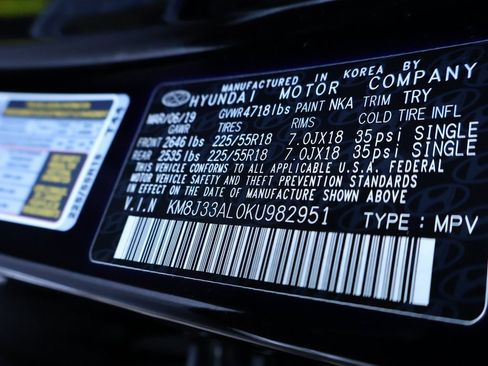 MANUFACTURED IN KOREA BY
HYUNDAI MOTOR COMPANY
MAR/06/19 GVWR4718lbs PAINT NKA TRIM TRY
GAWR TIRES RIMS COLD TIRE INFL
FRONT 2646 lbs 225/55R18 7.0JX18 35psi SINGLE
REAR 2535 lbs 225/55R18 7.0JX18 35psi SINGLE
THIS VEHICLE CONFORMS TO ALL APPLICABLE U.S.A. FEDERAL
MOTOR VEHICLE SAFETY AND THEFT PREVENTION STANDARDS
IN EFFECT ON THE DATE OF MANUFACTURE SHOWN ABOVE
V.I.N KM8J33AL0KU982951 TYPE : MPV